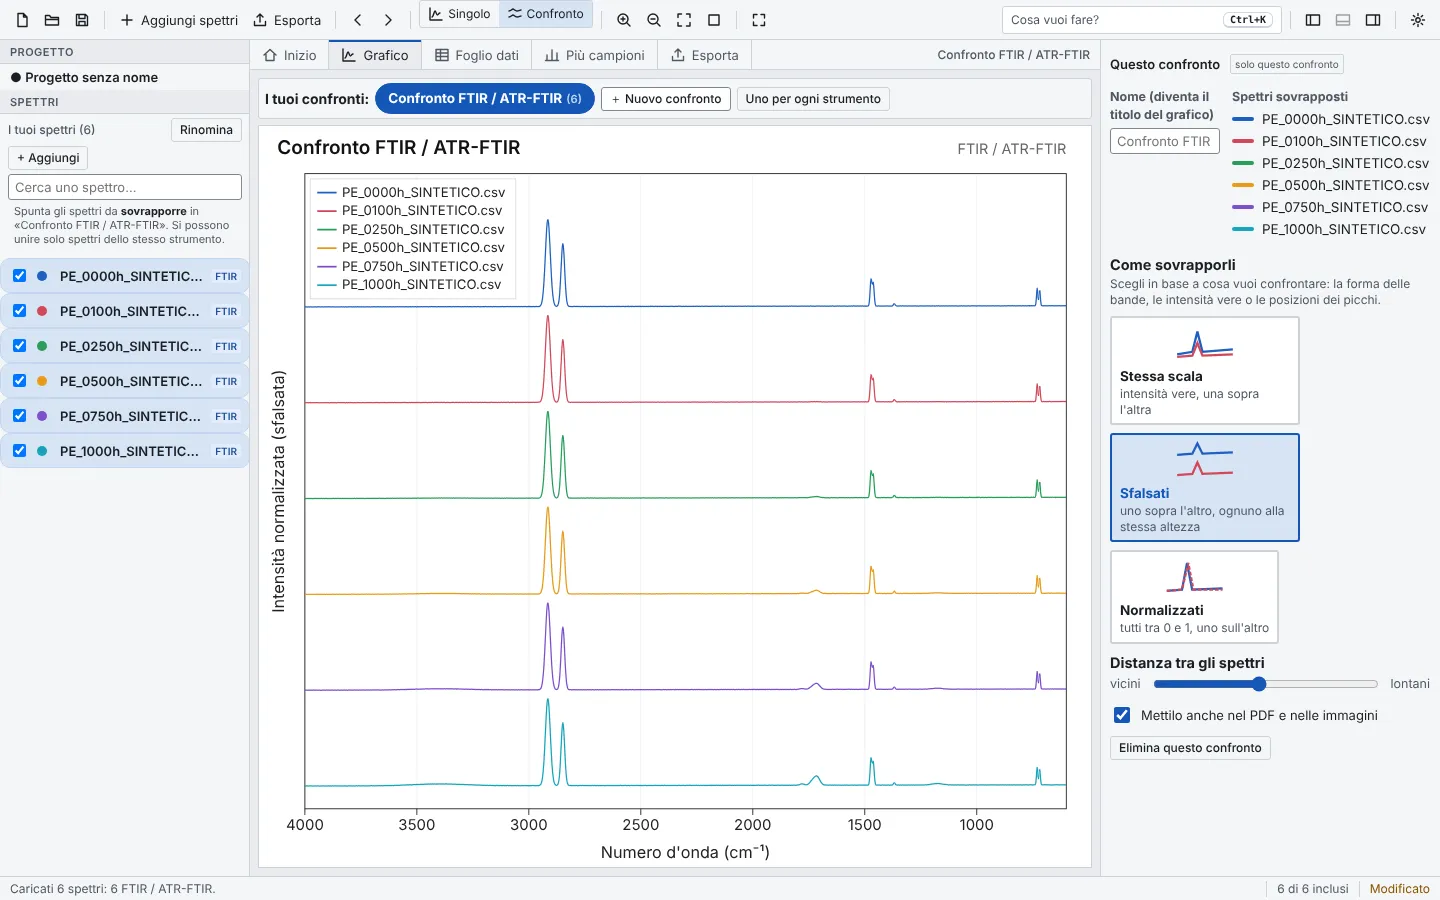 Aggiungi spettri
Esporta
Singolo
Confronto
Cosa vuoi fare?
Ctrl+K
PROGETTO
Progetto senza nome
SPETTRI
I tuoi spettri (6)
Rinomina
+ Aggiungi
Cerca uno spettro...
Spunta gli spettri da sovrapporre in
«Confronto FTIR / ATR-FTIR». Si possono
unire solo spettri dello stesso strumento.
PE_0000h_SINTETIC... FTIR
PE_0100h_SINTETIC... FTIR
PE_0250h_SINTETIC... FTIR
PE_0500h_SINTETIC... FTIR
PE_0750h_SINTETIC... FTIR
PE_1000h_SINTETIC... FTIR
Inizio
Grafico
Foglio dati
Più campioni
Esporta
Confronto FTIR / ATR-FTIR
I tuoi confronti:
Confronto FTIR / ATR-FTIR (6)
+ Nuovo confronto
Uno per ogni strumento
Confronto FTIR / ATR-FTIR
FTIR / ATR-FTIR
PE_0000h_SINTETICO.csv
PE_0100h_SINTETICO.csv
PE_0250h_SINTETICO.csv
PE_0500h_SINTETICO.csv
PE_0750h_SINTETICO.csv
PE_1000h_SINTETICO.csv
Intensità normalizzata (sfalsata)
4000 3500 3000 2500 2000 1500 1000
Numero d'onda (cm⁻¹)
Questo confronto
solo questo confronto
Nome (diventa il
titolo del grafico)
Confronto FTIR
Spettri sovrapposti
PE_0000h_SINTETICO.csv
PE_0100h_SINTETICO.csv
PE_0250h_SINTETICO.csv
PE_0500h_SINTETICO.csv
PE_0750h_SINTETICO.csv
PE_1000h_SINTETICO.csv
Come sovrapporli
Scegli in base a cosa vuoi confrontare: la forma delle
bande, le intensità vere o le posizioni dei picchi.
Stessa scala
intensità vere, una sopra
l'altra
Sfalsati
uno sopra l'altro, ognuno alla
stessa altezza
Normalizzati
tutti tra 0 e 1, uno sull'altro
Distanza tra gli spettri
vicini
lontani
Mettilo anche nel PDF e nelle immagini
Elimina questo confronto
Caricati 6 spettri: 6 FTIR / ATR-FTIR.
6 di 6 inclusi
Modificato